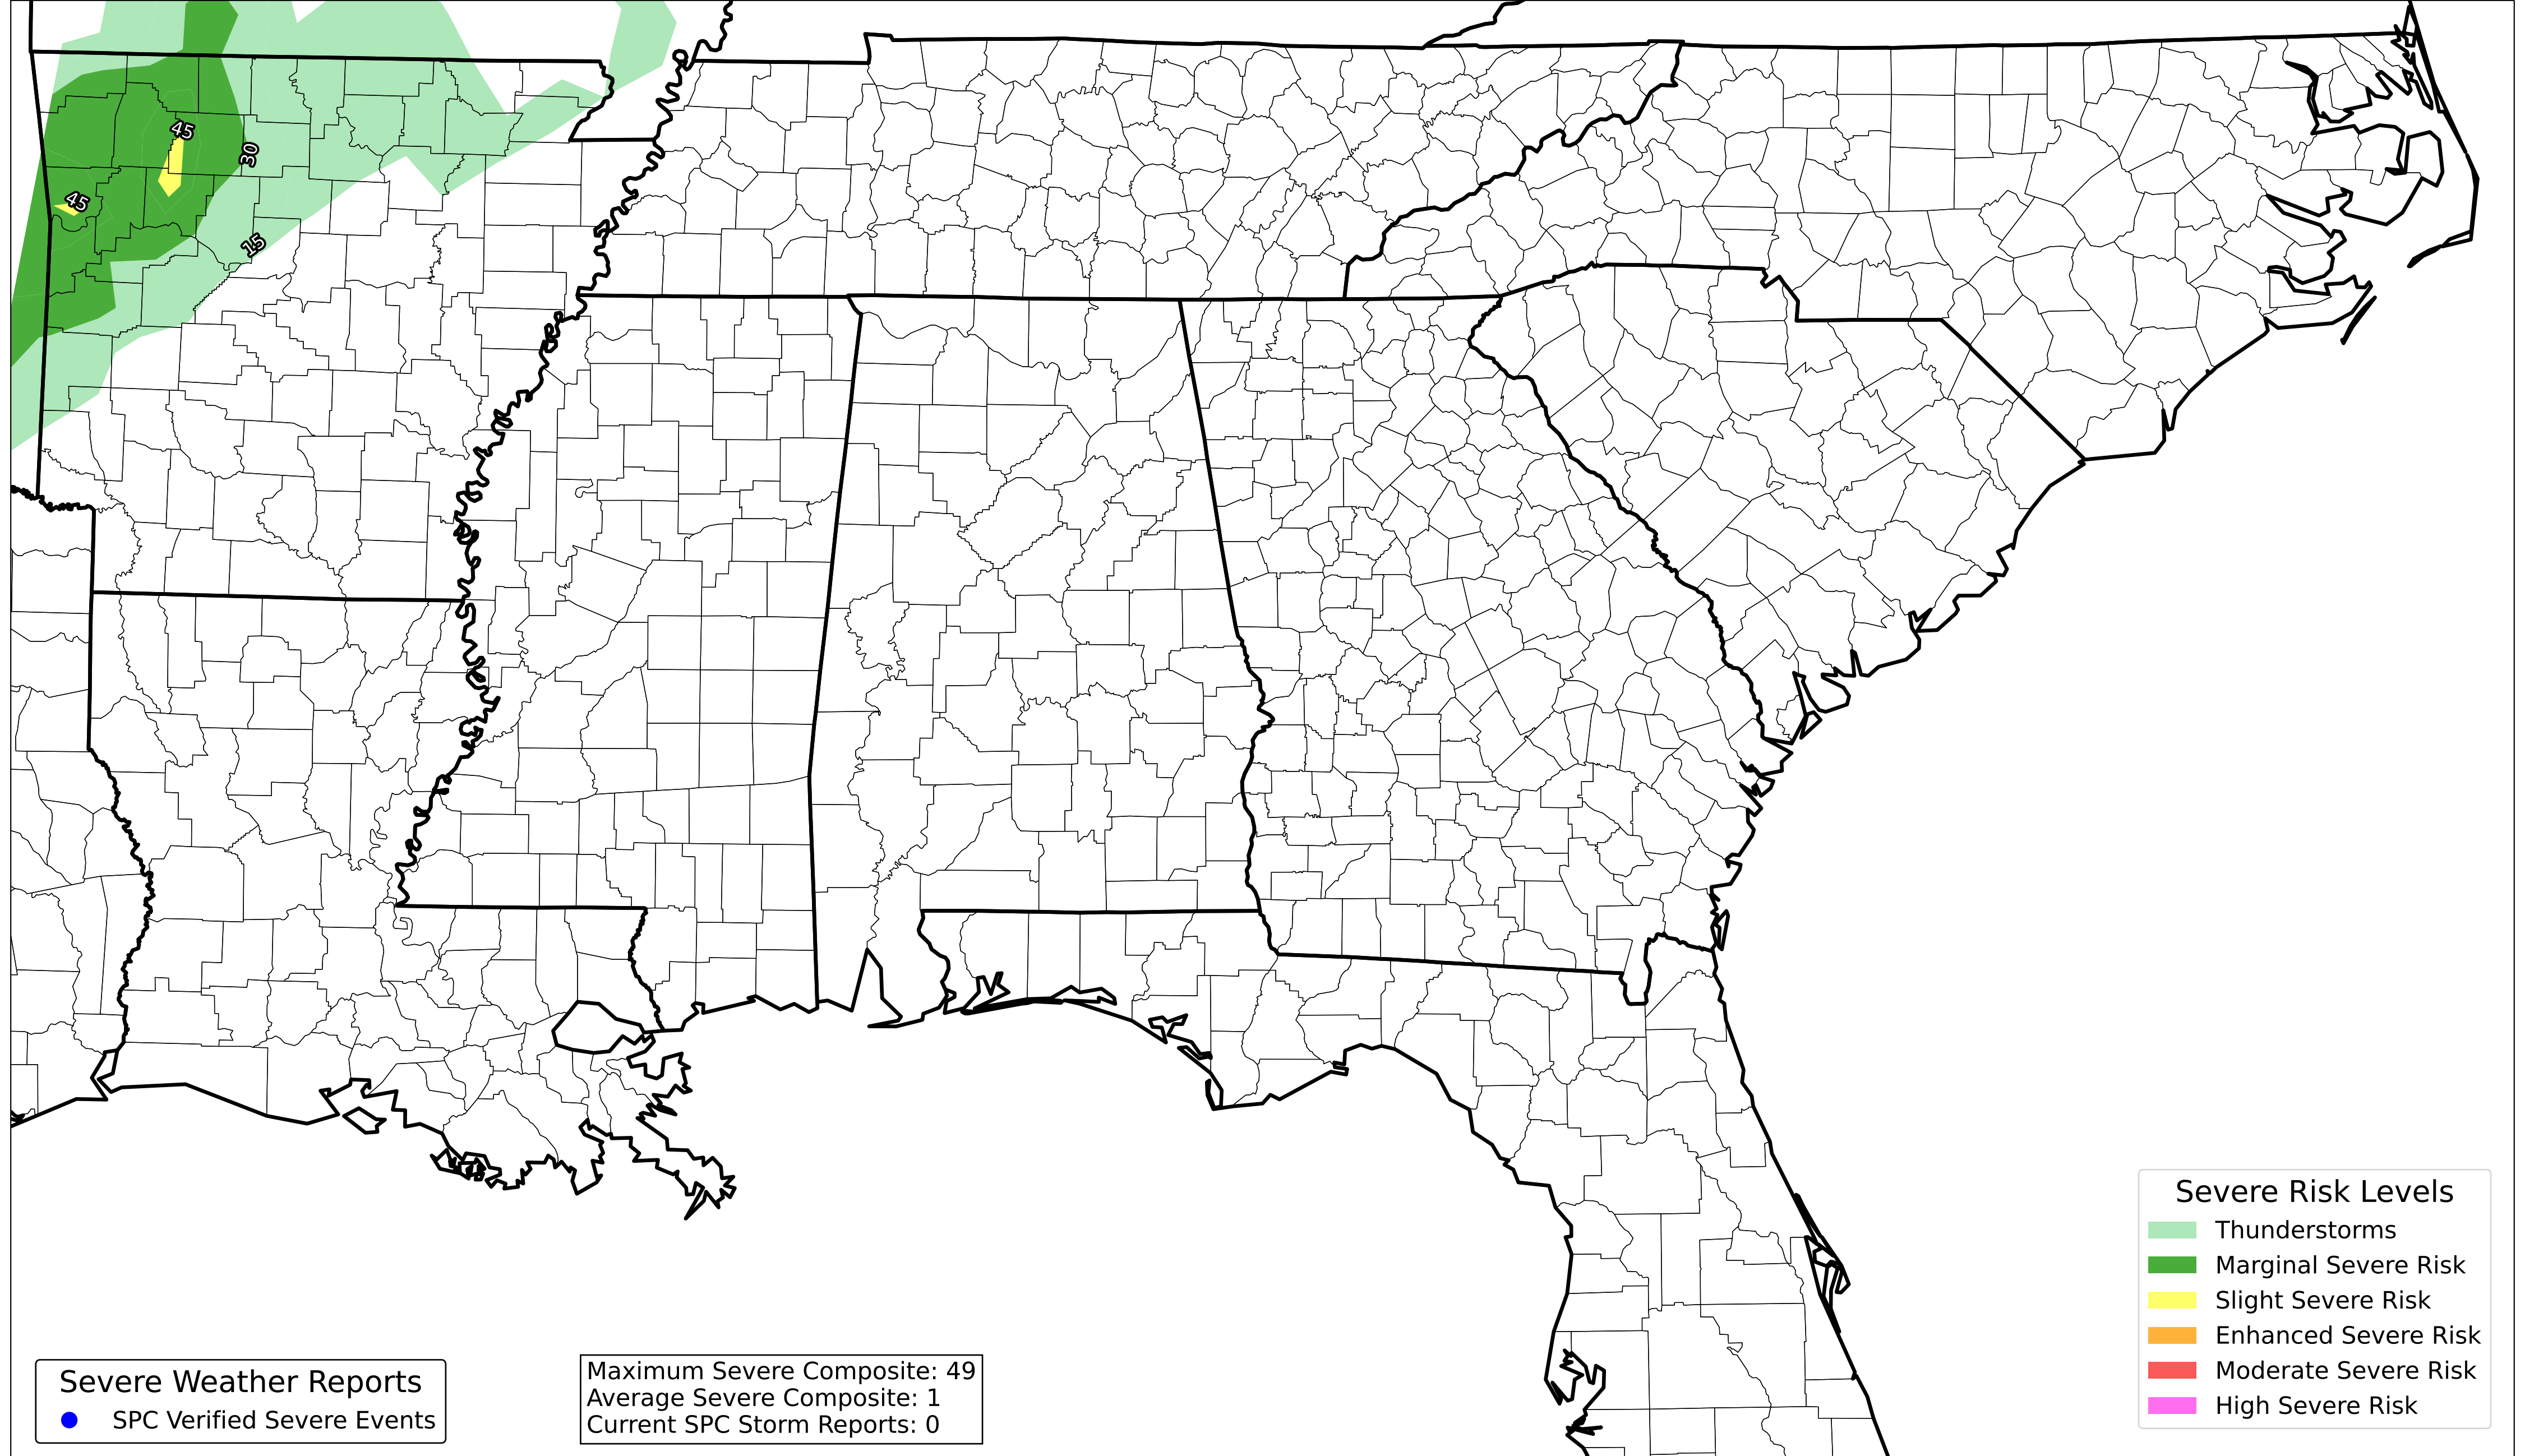 45
30
45
15
Severe Risk Levels
Thunderstorms
Marginal Severe Risk
Slight Severe Risk
Enhanced Severe Risk
Moderate Severe Risk
High Severe Risk
Severe Weather Reports
SPC Verified Severe Events
Maximum Severe Composite: 49
Average Severe Composite: 1
Current SPC Storm Reports: 0